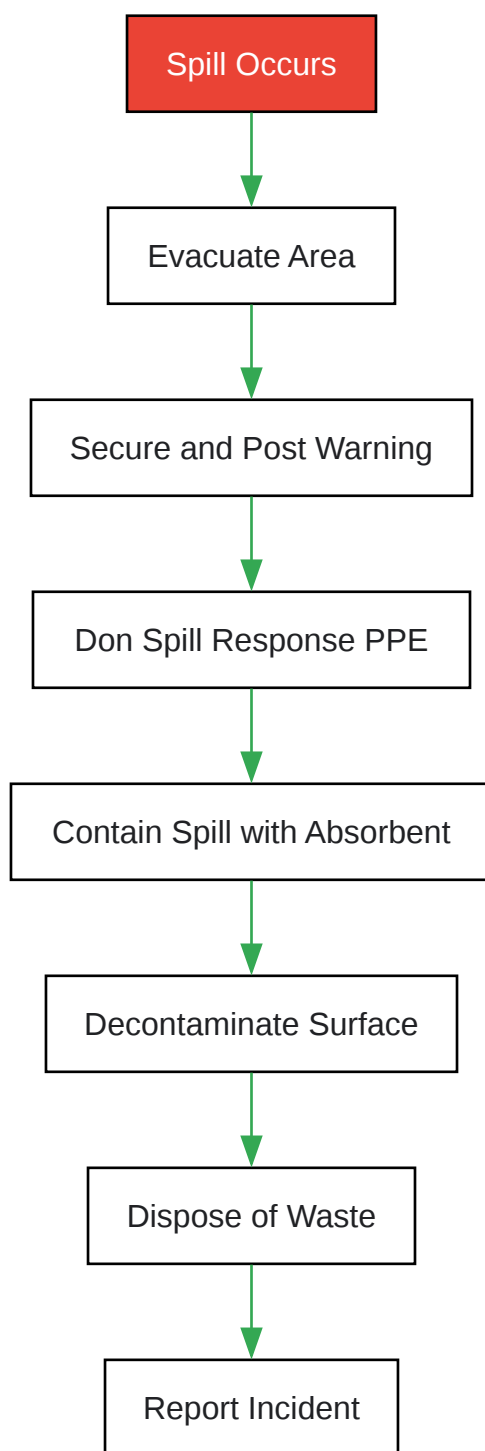 Spill Occurs
Evacuate Area
Secure and Post Warning
Don Spill Response PPE
Contain Spill with Absorbent
Decontaminate Surface
Dispose of Waste
Report Incident